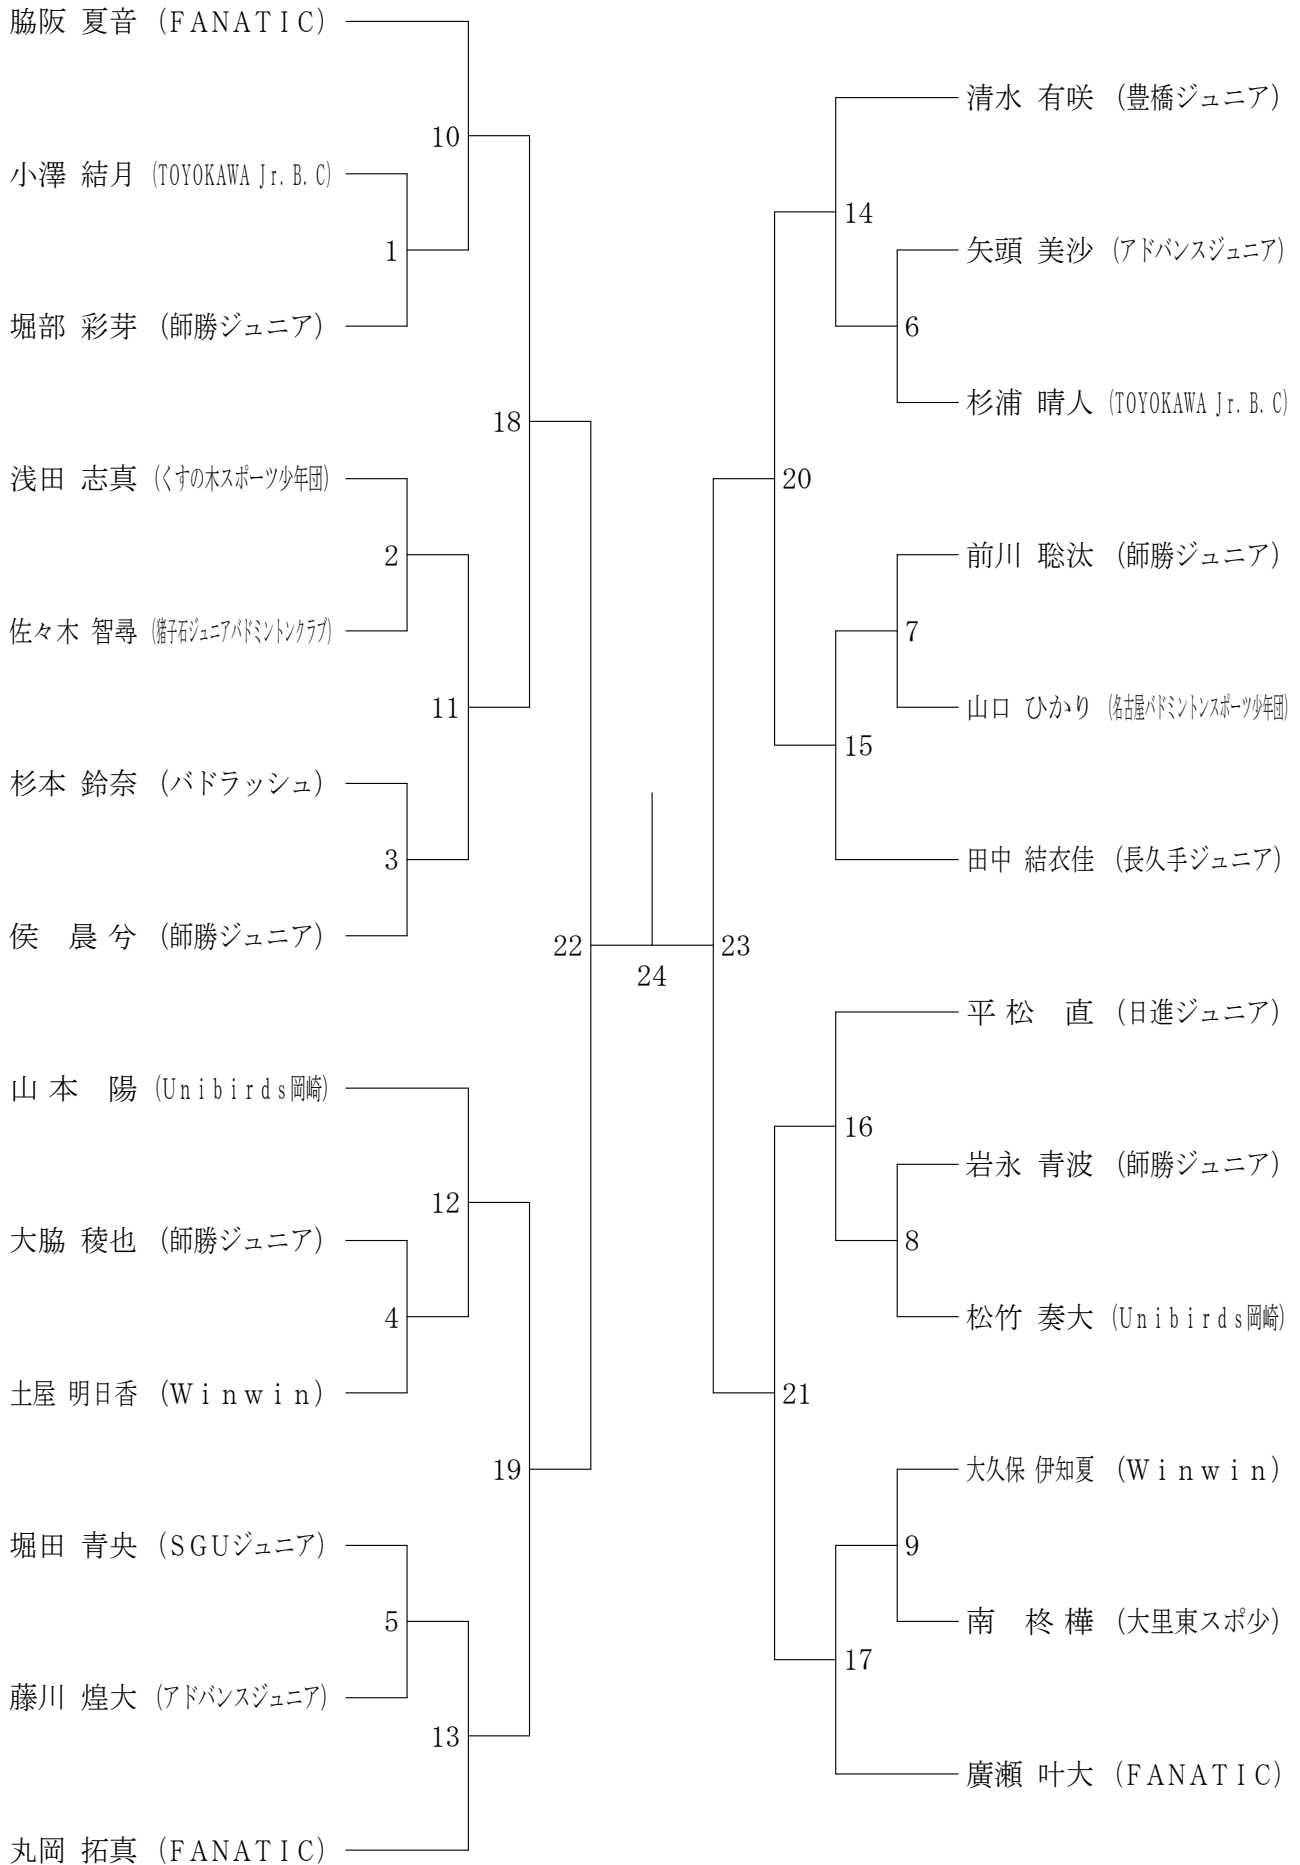 脇阪 夏音 (FANATIC)
10
小澤 結月 (TOYOKAWA Jr. B. C)
1
堀部 彩芽 (師勝ジュニア)
18
浅田 志真 (くすの木スポーツ少年団)
2
佐々木 智尋 (猪子石ジュニアバドミントンクラブ)
11
杉本 鈴奈 (バドラッシュ)
3
侯 晨兮 (師勝ジュニア)
22
山本 陽 (Unibirds岡崎)
12
大脇 稜也 (師勝ジュニア)
4
土屋 明日香 (Winwin)
19
堀田 青央 (SGUジュニア)
5
藤川 煌大 (アドバンスジュニア)
13
丸岡 拓真 (FANATIC)
24
清水 有咲 (豊橋ジュニア)
14
矢頭 美沙 (アドバンスジュニア)
6
杉浦 晴人 (TOYOKAWA Jr. B. C)
20
前川 聡汰 (師勝ジュニア)
7
山口 ひかり (名古屋バドミントンスポーツ少年団)
15
田中 結衣佳 (長久手ジュニア)
23
平松 直 (日進ジュニア)
16
岩永 青波 (師勝ジュニア)
8
松竹 奏大 (Unibirds岡崎)
21
大久保 伊知夏 (Winwin)
9
南 柊樺 (大里東スポ少)
17
廣瀬 叶大 (FANATIC)